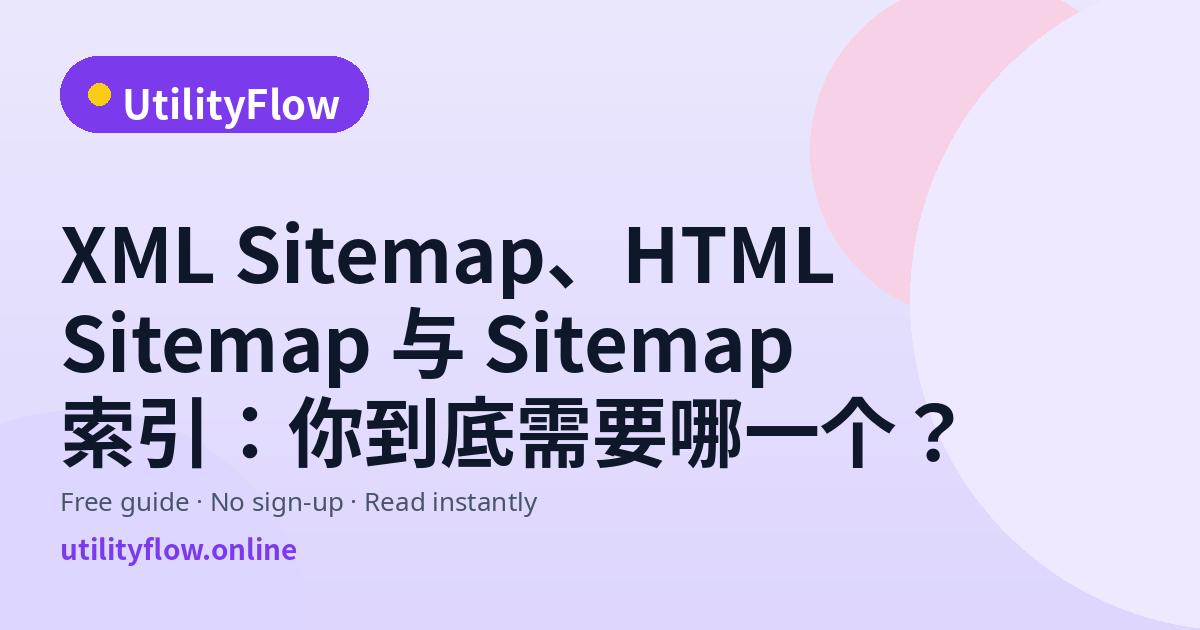 UtilityFlow
XML Sitemap、HTML
Sitemap 与 Sitemap
索引：你到底需要哪一个？
Free guide · No sign-up · Read instantly
utilityflow.online